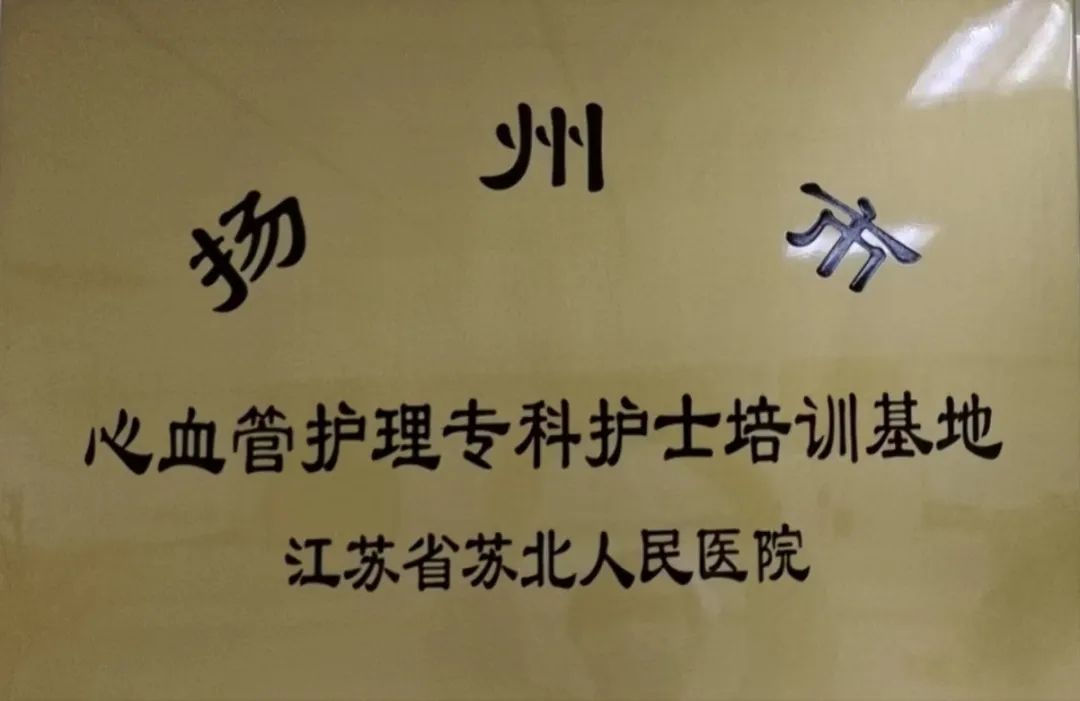 扬州市
心血管护理专科护士培训基地
江苏省苏北人民医院